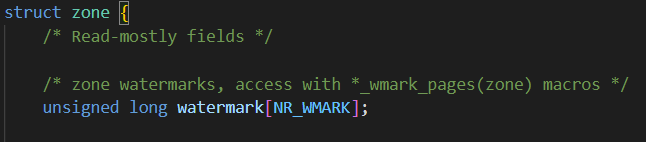 struct zone {
/* Read-mostly fields */
/* zone watermarks, access with *_wmark_pages(zone) macros */
unsigned long watermark[NR_WMARK];